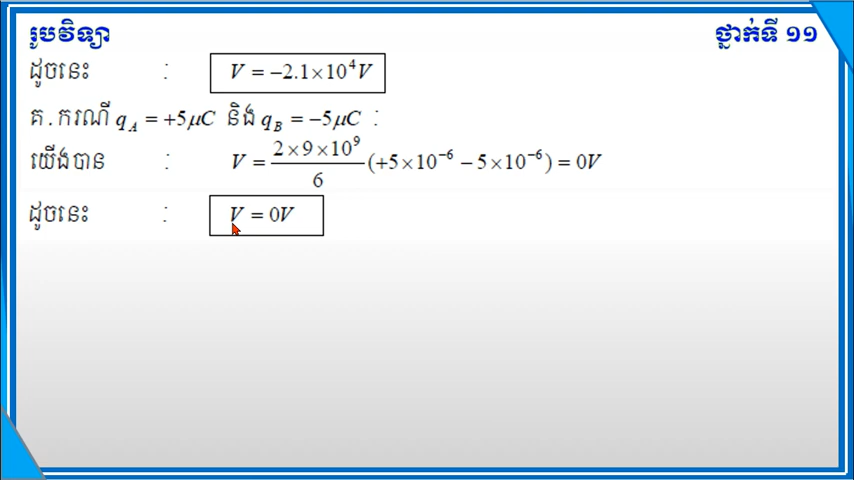 រូបវិទ្យា
ថ្នាក់ទី ១១
ដូចនេះ : V = −2.1×10⁴V
គ. ករណី q_A = +5μC និង q_B = −5μC :
យើងបាន : V = \frac{2×9×10⁹}{6}(+5×10⁻⁶ − 5×10⁻⁶) = 0V
ដូចនេះ : V = 0V